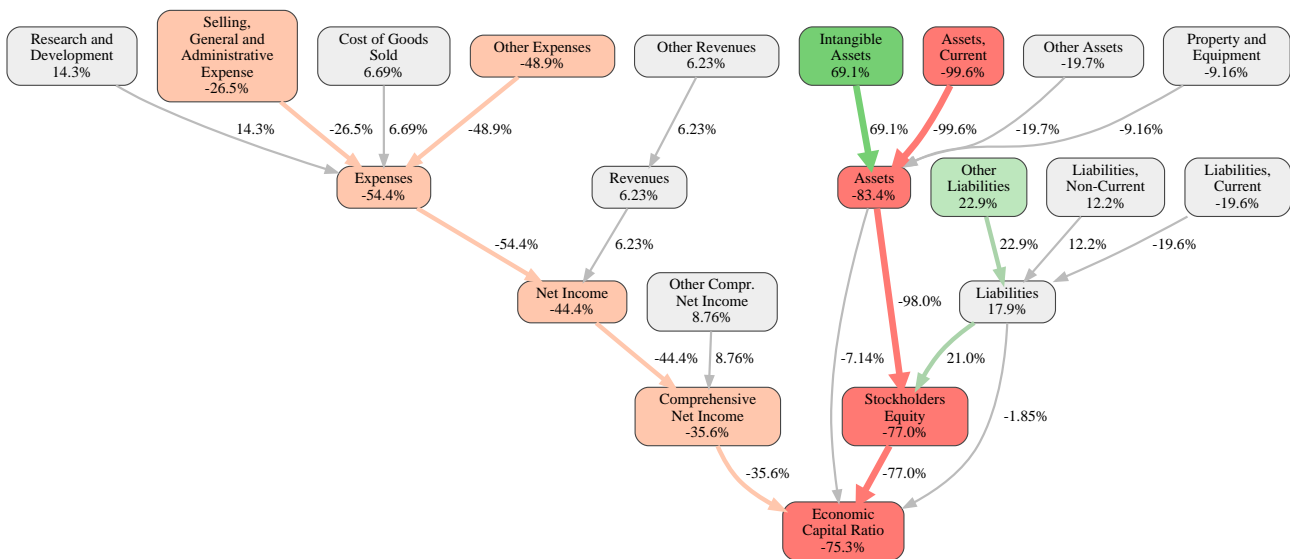 Research and
Development
14.3%
Selling,
General and
Administrative
Expense
-26.5%
Cost of Goods
Sold
6.69%
Other Expenses
-48.9%
Other Revenues
6.23%
Intangible
Assets
69.1%
Assets,
Current
-99.6%
Other Assets
-19.7%
Property and
Equipment
-9.16%
14.3%
-26.5%
6.69%
-48.9%
6.23%
69.1%
-99.6%
-19.7%
-9.16%
Expenses
-54.4%
Revenues
6.23%
Assets
-83.4%
Other
Liabilities
22.9%
Liabilities,
Non-Current
12.2%
Liabilities,
Current
-19.6%
-54.4%
6.23%
22.9%
12.2%
-19.6%
Net Income
-44.4%
Other Compr.
Net Income
8.76%
-98.0%
Liabilities
17.9%
-44.4%
8.76%
-7.14%
21.0%
Comprehensive
Net Income
-35.6%
Stockholders
Equity
-77.0%
-1.85%
-35.6%
-77.0%
Economic
Capital Ratio
-75.3%